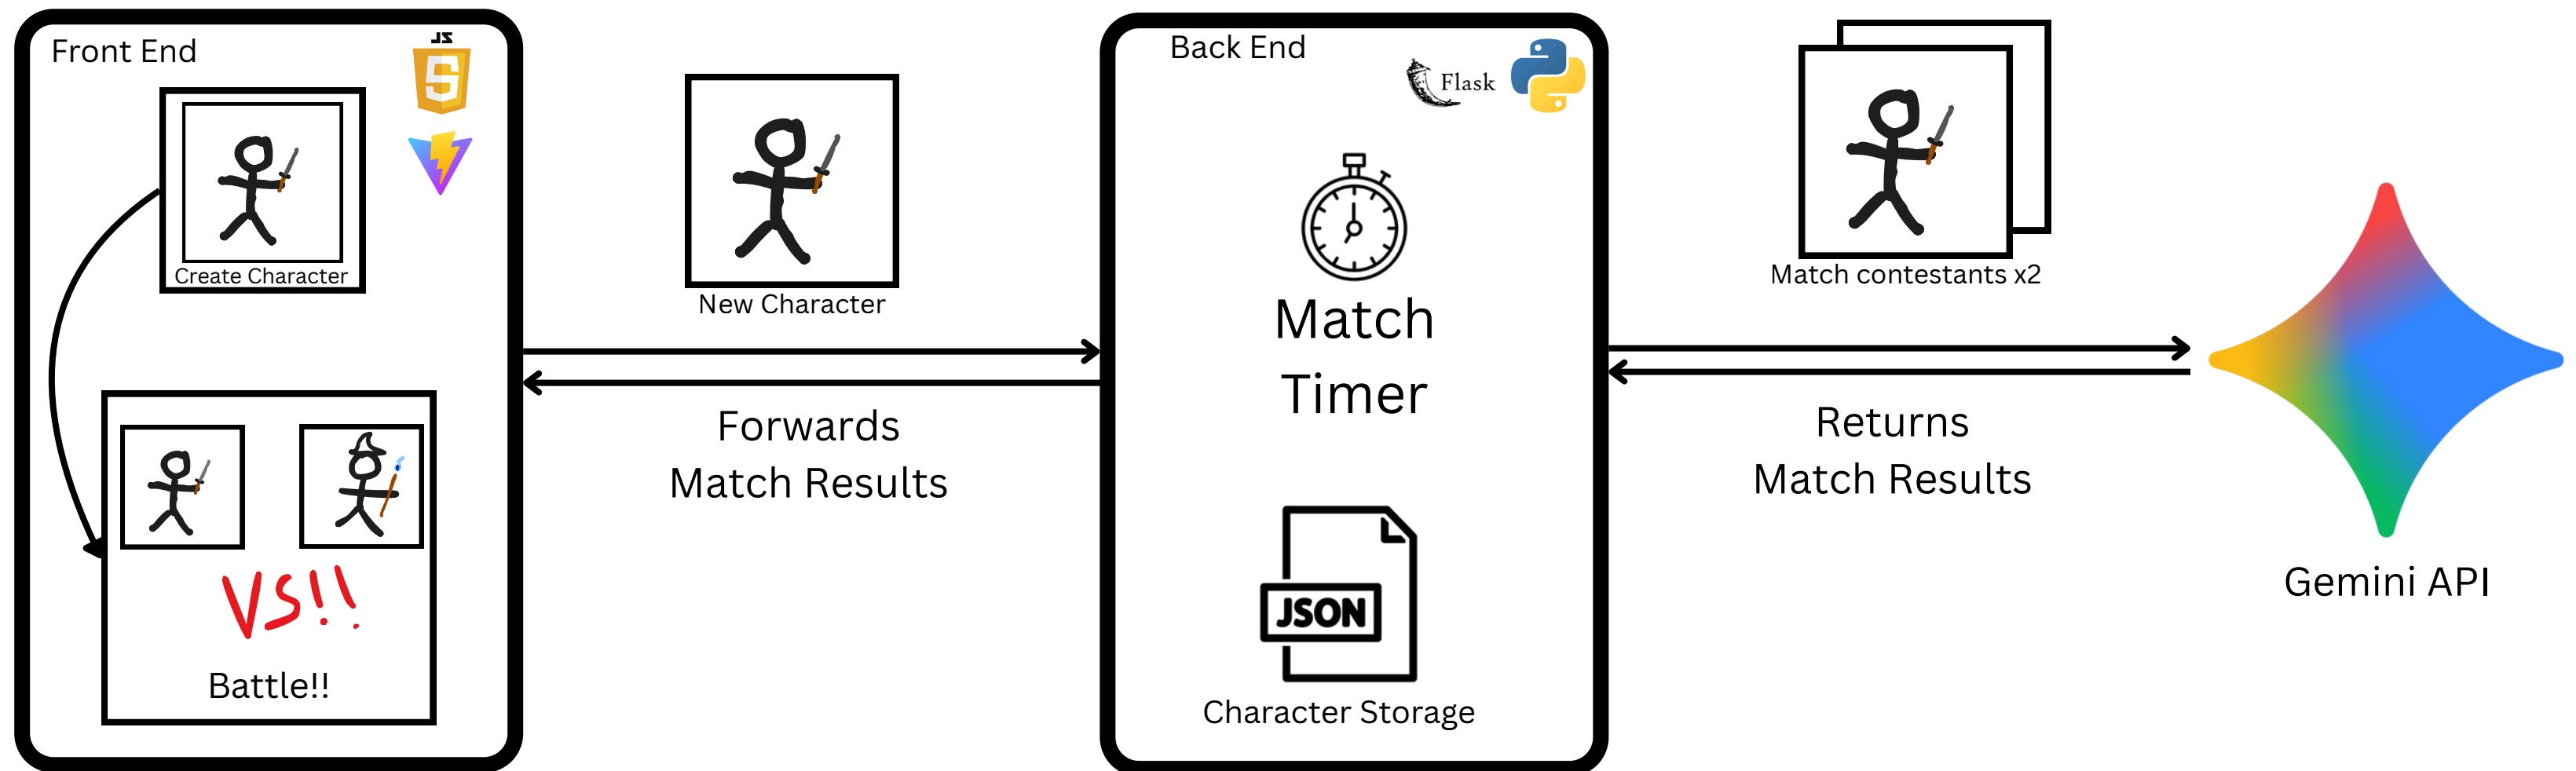 Front End
JS
5
Create Character
VS!!
Battle!!
New Character
Forwards
Match Results
Back End
Flask
Match
Timer
JSON
Character Storage
Match contestants x2
Returns
Match Results
Gemini API